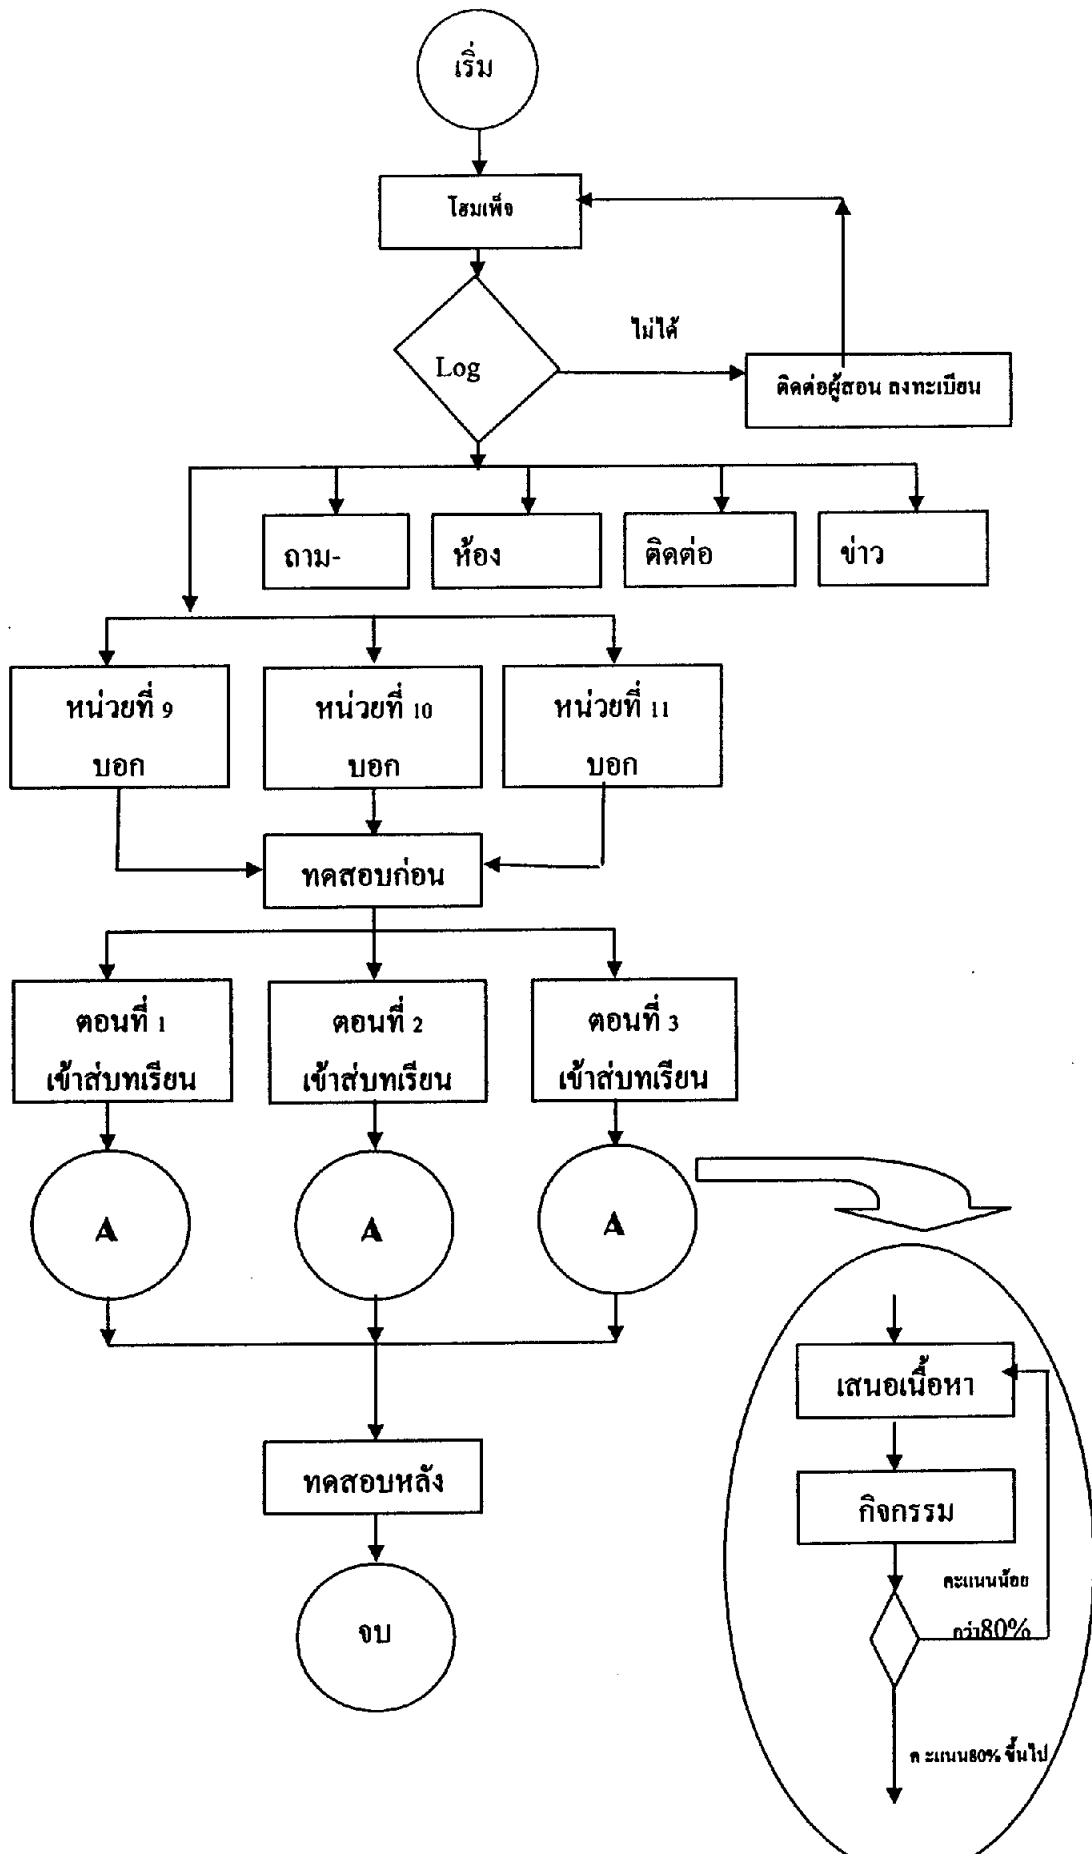 เริ่ม
โฮมเพ็จ
ไม่ได้
Log
ติดต่อผู้สอน ลงทะเบียน
ถาม-
ห้อง
ติดต่อ
ข่าว
หน่วยที่ 9
บอก
หน่วยที่ 10
บอก
หน่วยที่ 11
บอก
ทดสอบก่อน
ตอนที่ 1
เข้าส่บทเรียน
ตอนที่ 2
เข้าส่บทเรียน
ตอนที่ 3
เข้าส่บทเรียน
A
A
A
เสนอเนื้อหา
ทดสอบหลัง
กิจกรรม
คะแนนน้อย
กว่า80%
จบ
ค ะแนน80% ขึ้นไป